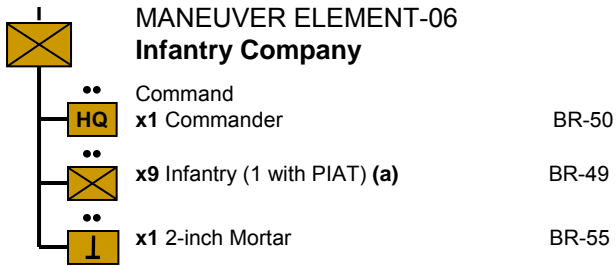 MANEUVER ELEMENT-06
Infantry Company
Command
HQ x1 Commander BR-50
x9 Infantry (1 with PIAT) (a) BR-49
x1 2-inch Mortar BR-55